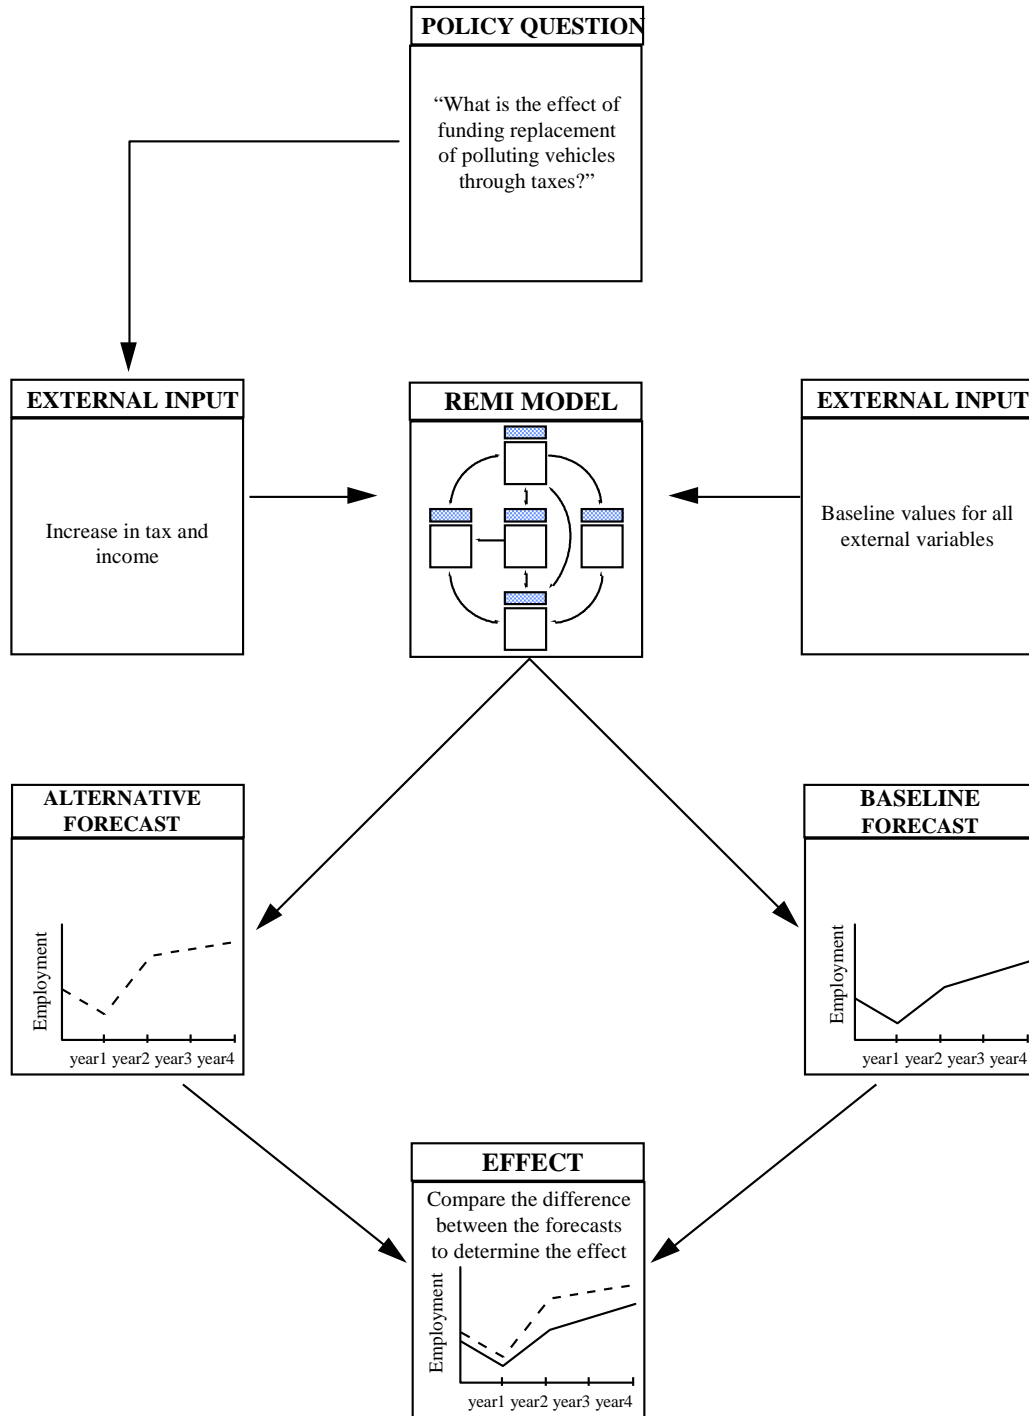 POLICY QUESTION
“What is the effect of
funding replacement
of polluting vehicles
through taxes?”
EXTERNAL INPUT
Increase in tax and
income
REMI MODEL
EXTERNAL INPUT
Baseline values for all
external variables
ALTERNATIVE
FORECAST
Employment
year1 year2 year3 year4
BASELINE
FORECAST
Employment
year1 year2 year3 year4
EFFECT
Compare the difference
between the forecasts
to determine the effect
Employment
year1 year2 year3 year4